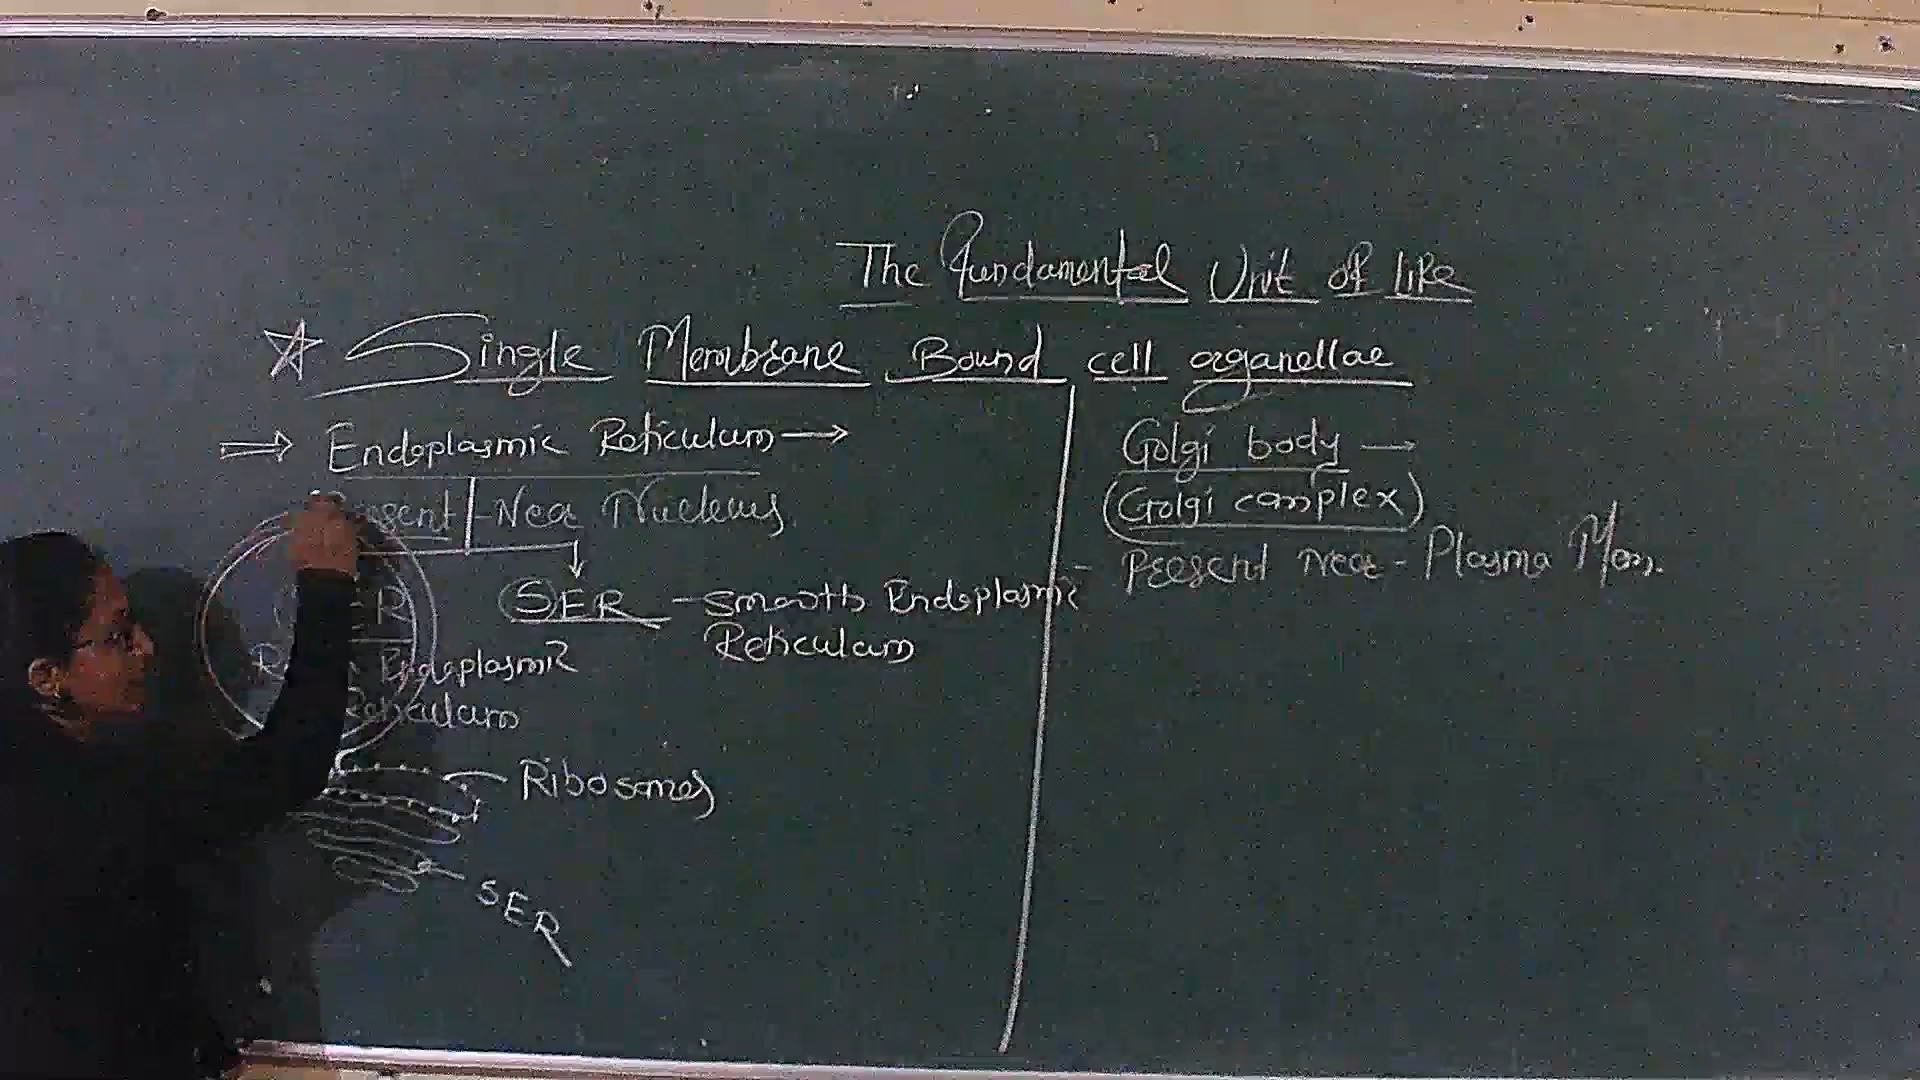 The Fundamental Unit of Life
Single Membrane Bound cell organellae
⇒ Endoplasmic Reticulum →
Near Nucleus
SER - Smooth Endoplasmic
Reticulum
Endoplasmic
Reticulum
Ribosomes
SER
Golgi body →
(Golgi complex)
- Present near - Plasma Mem.